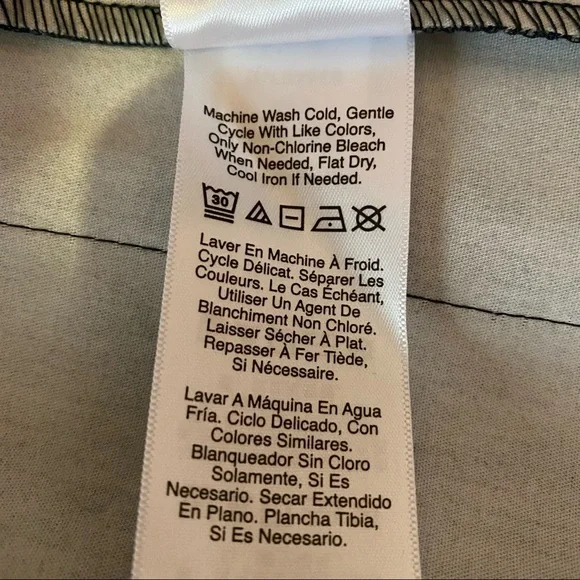 Machine Wash Cold, Gentle
Cycle With Like Colors,
Only Non-Chlorine Bleach
When Needed, Flat Dry,
Cool Iron If Needed.
30
Laver En Machine À Froid.
Cycle Délicat. Séparer Les
Couleurs. Le Cas Échéant,
Utiliser Un Agent De
Blanchiment Non Chloré.
Laisser Sécher À Plat.
Repasser À Fer Tiède,
Si Nécessaire.
Lavar A Máquina En Agua
Fría. Ciclo Delicado, Con
Colores Similares.
Blanqueador Sin Cloro
Solamente, Si Es
Necesario. Secar Extendido
En Plano. Plancha Tibia,
Si Es Necesario.